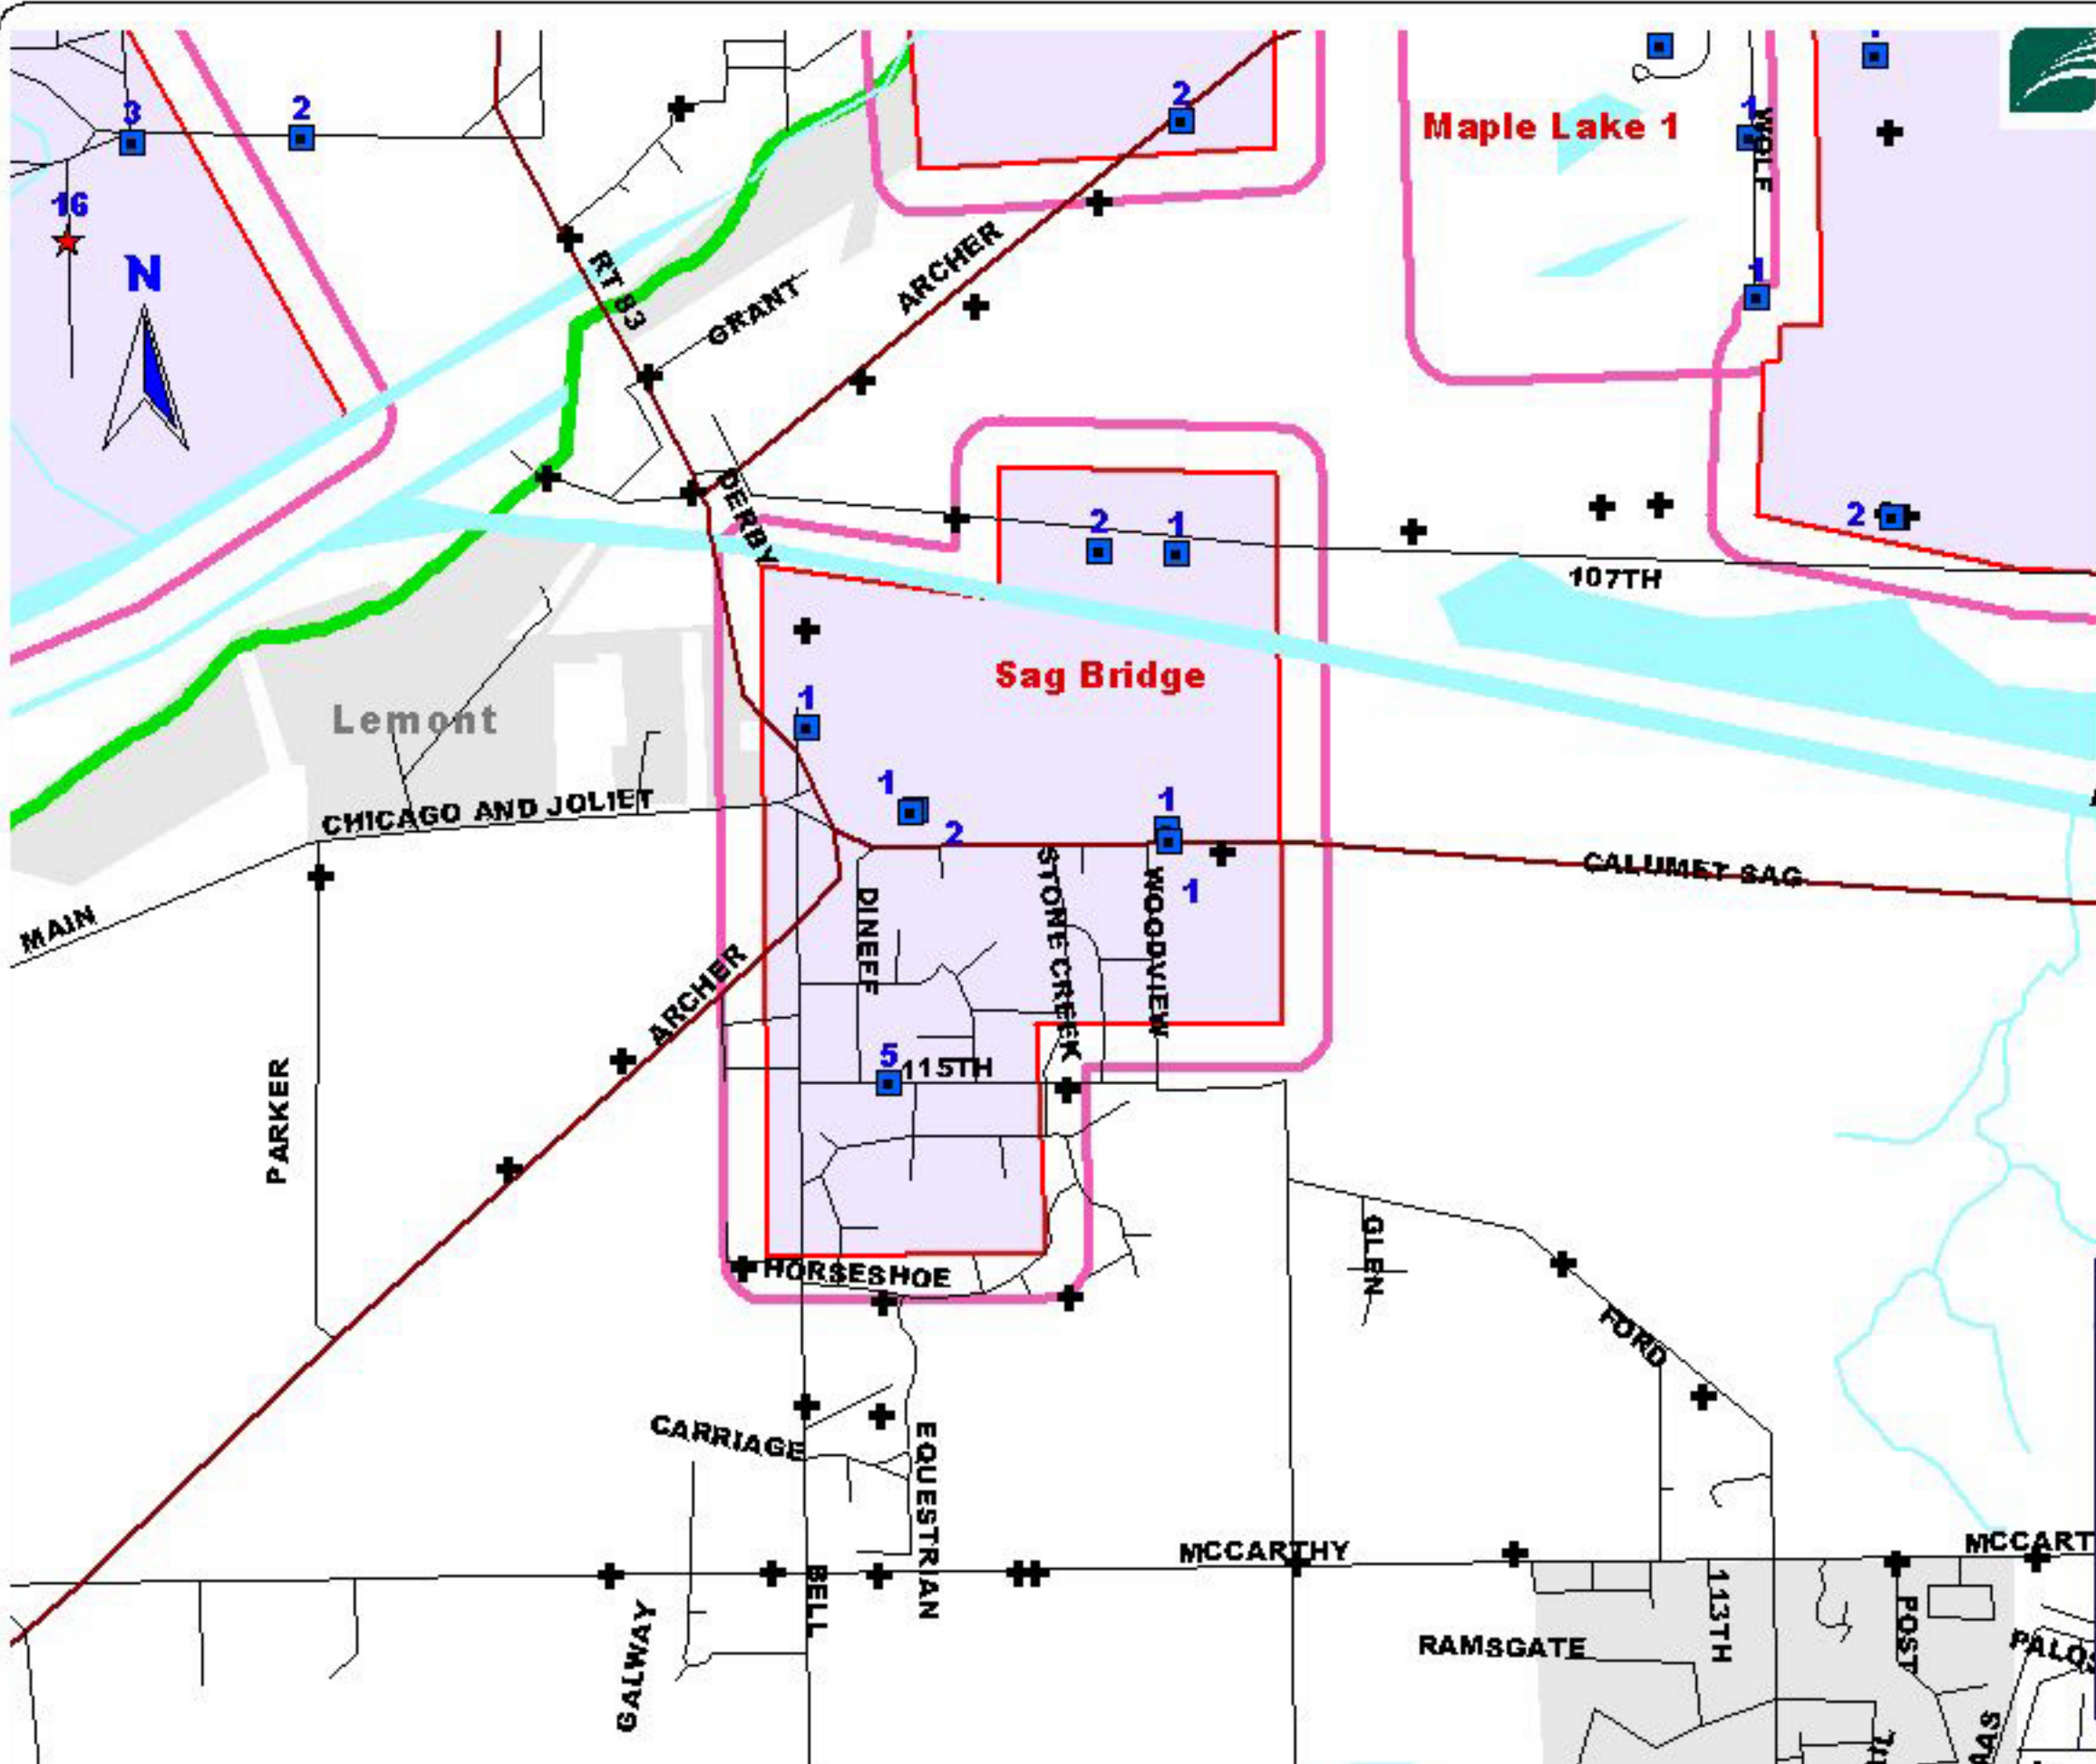 3
2
2
Maple Lake 1
1
WOLF
16
N
RT 83
GRANT
ARCHER
1
DERBY
2
1
2
107TH
Sag Bridge
1
Lemont
1
2
1
CHICAGO AND JOLIET
CALUMET SAG
1
MAIN
DINEFF
STONE CREEK
WOODVIEW
ARCHER
5
115TH
PARKER
HORSESHOE
GLEN
FORD
CARRIAGE
EQUESTRIAN
MCCARTHY
MCCART
BELL
GALWAY
113TH
POST
RAMSGATE
PALOS
AAS